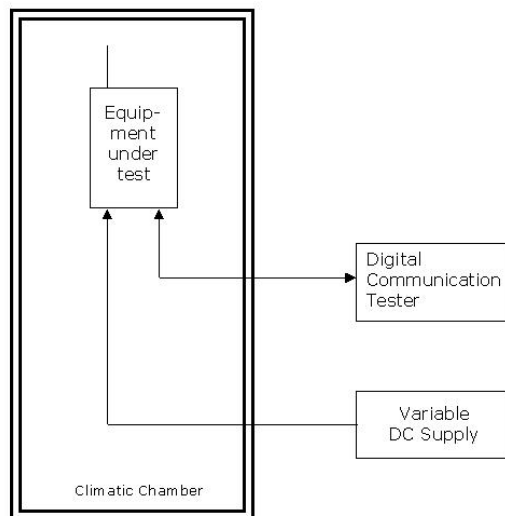 Equip-
ment
under
test
Digital
Communication
Tester
Variable
DC Supply
Climatic Chamber